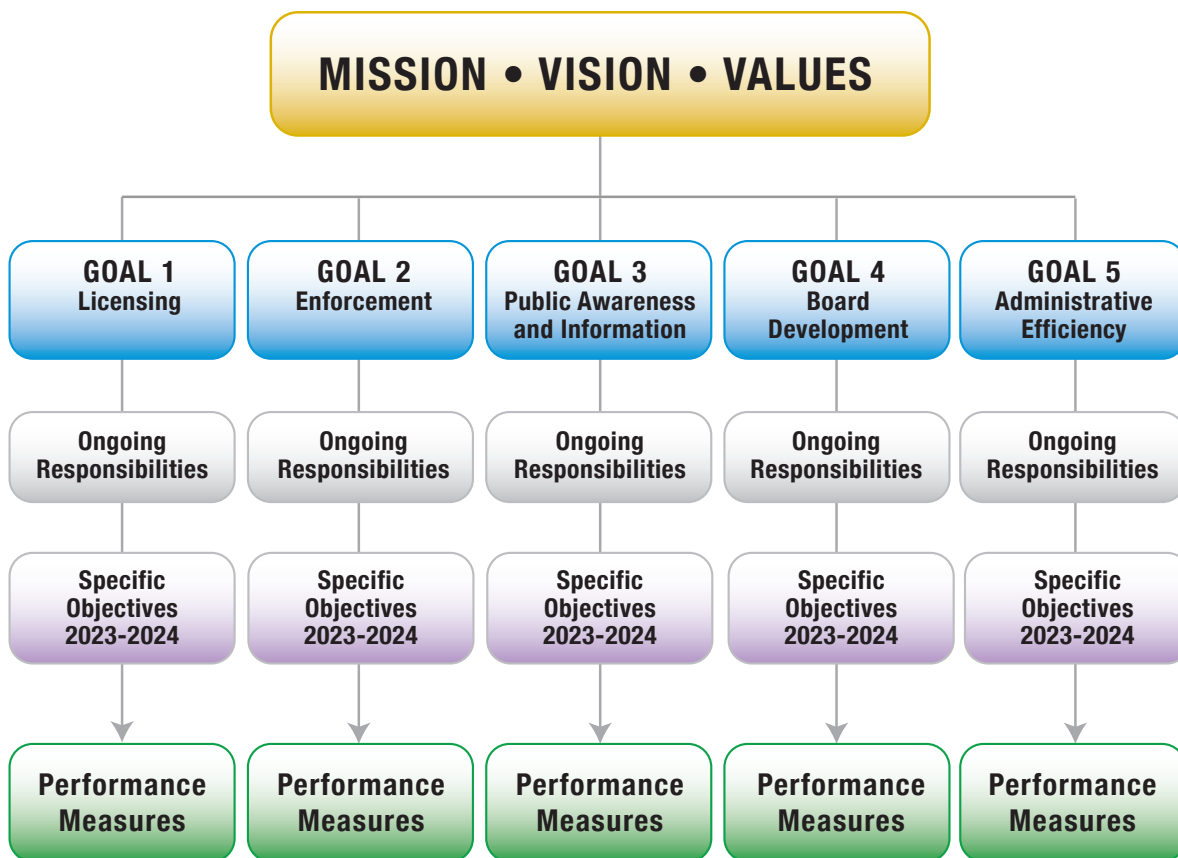 MISSION • VISION • VALUES
GOAL 1
Licensing
GOAL 2
Enforcement
GOAL 3
Public Awareness
and Information
GOAL 4
Board
Development
GOAL 5
Administrative
Efficiency
Ongoing
Responsibilities
Ongoing
Responsibilities
Ongoing
Responsibilities
Ongoing
Responsibilities
Ongoing
Responsibilities
Specific
Objectives
2023-2024
Specific
Objectives
2023-2024
Specific
Objectives
2023-2024
Specific
Objectives
2023-2024
Specific
Objectives
2023-2024
Performance
Measures
Performance
Measures
Performance
Measures
Performance
Measures
Performance
Measures